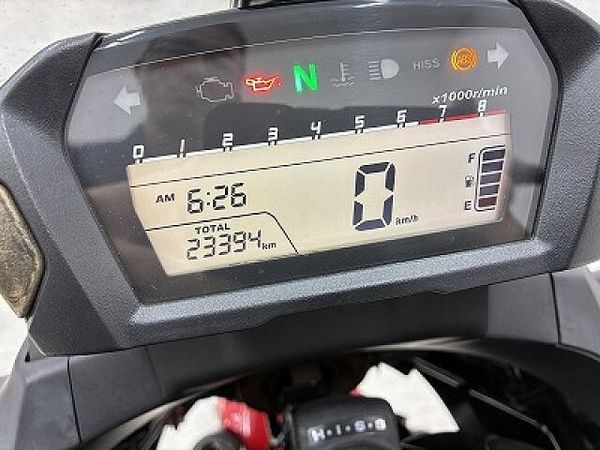 N HISS ABS
x1000r/min
0 1 2 3 4 5 6 7 8
AM 6:26 0 km/h F
TOTAL E
23394 km
H·I·S·S